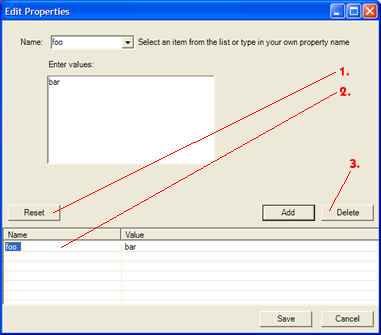 Edit Properties
Name: foo Select an item from the list or type in your own property name
Enter values:
bar
1.
2.
3.
Reset Add Delete
Name Value
foo bar
Save Cancel